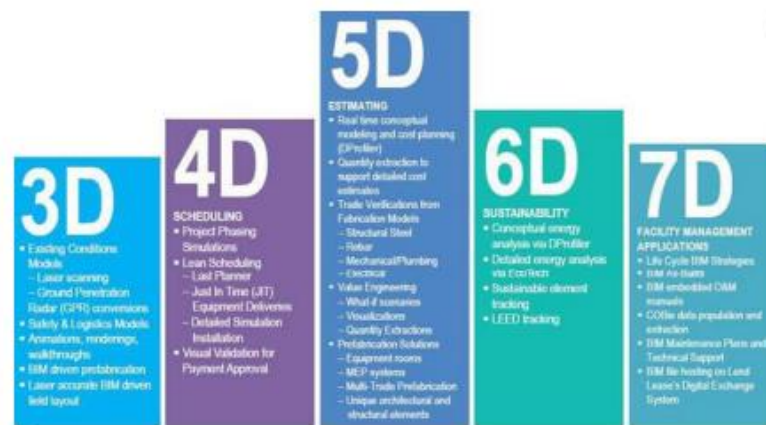 3D
• Existing Conditions
Models
– Laser scanning
– Ground Penetration
Radar (GPR) conversions
• Safety & Logistics Models
• Animations, renderings,
walkthroughs
• BIM driven prefabrication
• Laser accurate BIM driven
field layout
4D
SCHEDULING
• Project Phasing
Simulations
• Lean Scheduling
– Last Planner
– Just In Time (JIT)
Equipment Deliveries
– Detailed Simulation
Installation
• Visual Validation for
Payment Approval
5D
ESTIMATING
• Real time conceptual
modeling and cost planning
(DProfiler)
• Quantity extraction to
support detailed cost
estimates
• Trade Verifications from
Fabrication Models
– Structural Steel
– Rebar
– Mechanical/Plumbing
– Electrical
• Value Engineering
– What if scenarios
– Visualizations
– Quantity Extractions
• Prefabrication Solutions
– Equipment rooms
– MEP systems
– Multi-Trade Prefabrication
– Unique architectural and
structural elements
6D
SUSTAINABILITY
• Conceptual energy
analysis via DProfiler
• Detailed energy analysis
via EcoTech
• Sustainable element
tracking
• LEED tracking
7D
FACILITY MANAGEMENT
APPLICATIONS
• Life Cycle BIM Strategies
• BIM As-Builts
• BIM embedded O&M
manuals
• COBie data population and
extraction
• BIM Maintenance Plans and
Technical Support
• BIM file hosting on Lend
Lease's Digital Exchange
System